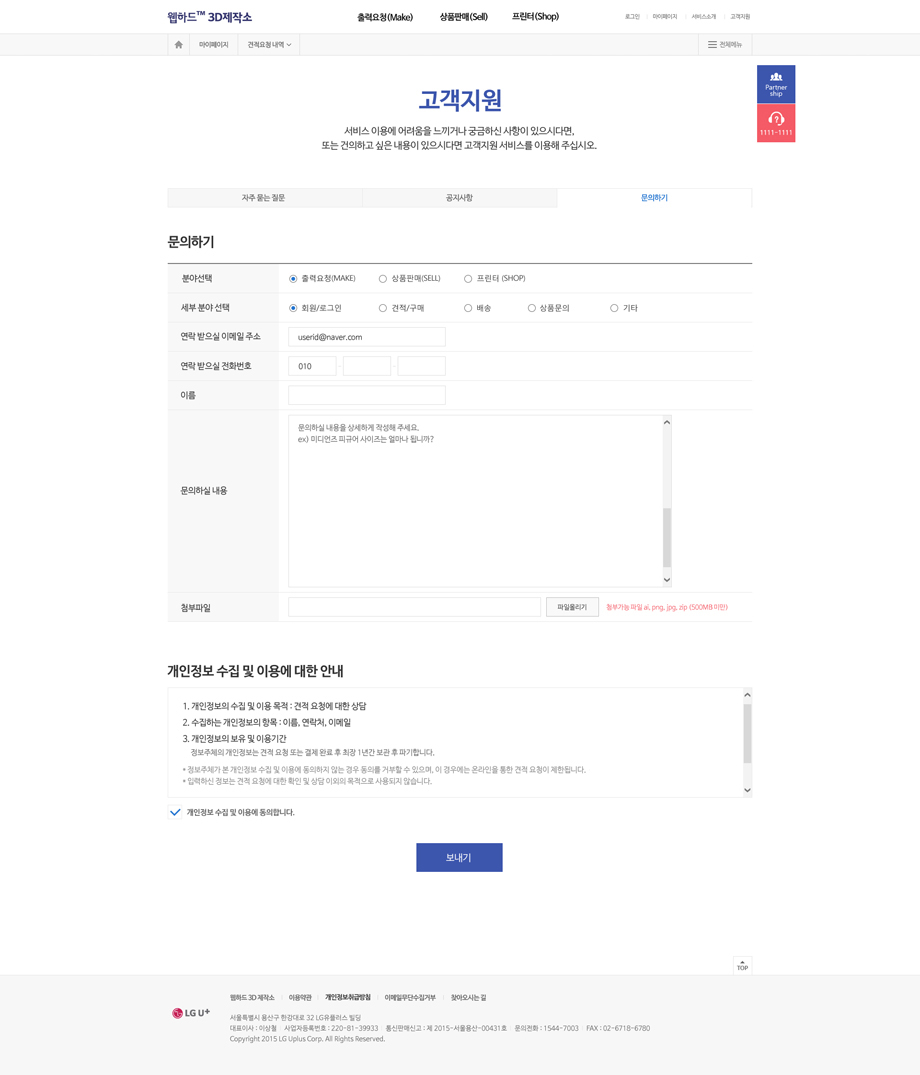 웹하드™ 3D제작소
출력요청(Make) 상품판매(Sell) 프린터(Shop)
로그인 마이페이지 서비스소개 고객지원
마이페이지 견적요청 내역 전체메뉴
Partner
ship
1111-1111
고객지원
서비스 이용에 어려움을 느끼거나 궁금하신 사항이 있으시다면,
또는 건의하고 싶은 내용이 있으시다면 고객지원 서비스를 이용해 주십시오.
자주 묻는 질문 공지사항 문의하기
문의하기
분야선택 출력요청(MAKE) 상품판매(SELL) 프린터 (SHOP)
세부 분야 선택 회원/로그인 견적/구매 배송 상품문의 기타
연락 받으실 이메일 주소 userid@naver.com
연락 받으실 전화번호 010 - -
이름
문의하실 내용을 상세하게 작성해 주세요.
ex) 미디언즈 피규어 사이즈는 얼마나 됩니까?
문의하실 내용
첨부파일 파일올리기 첨부가능 파일 ai, png, jpg, zip (500MB 미만)
개인정보 수집 및 이용에 대한 안내
1. 개인정보의 수집 및 이용 목적 : 견적 요청에 대한 상담
2. 수집하는 개인정보의 항목 : 이름, 연락처, 이메일
3. 개인정보의 보유 및 이용기간
정보주체의 개인정보는 견적 요청 또는 결제 완료 후 최장 1년간 보관 후 파기합니다.
* 정보주체가 본 개인정보 수집 및 이용에 동의하지 않는 경우 동의를 거부할 수 있으며, 이 경우에는 온라인을 통한 견적 요청이 제한됩니다.
* 입력하신 정보는 견적 요청에 대한 확인 및 상담 이외의 목적으로 사용되지 않습니다.
개인정보 수집 및 이용에 동의합니다.
보내기
TOP
웹하드 3D 제작소 이용약관 개인정보취급방침 이메일무단수집거부 찾아오시는 길
LG U+
서울특별시 용산구 한강대로 32 LG유플러스 빌딩
대표이사 : 이상철 사업자등록번호 : 220-81-39933 통신판매신고 : 제 2015-서울용산-00431호 문의전화 : 1544-7003 FAX : 02-6718-6780
Copyright 2015 LG Uplus Corp. All Rights Reserved.